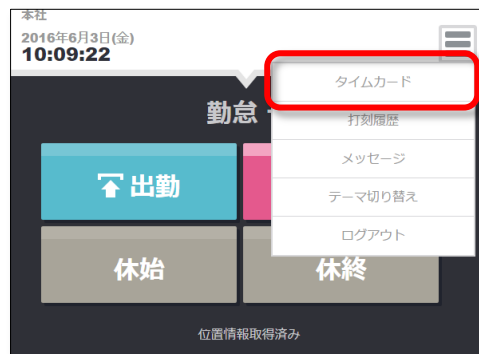 本社
2016年6月3日(金)
10:09:22
タイムカード
勤怠
打刻履歴
メッセージ
出勤
テーマ切り替え
ログアウト
休始
休終
位置情報取得済み